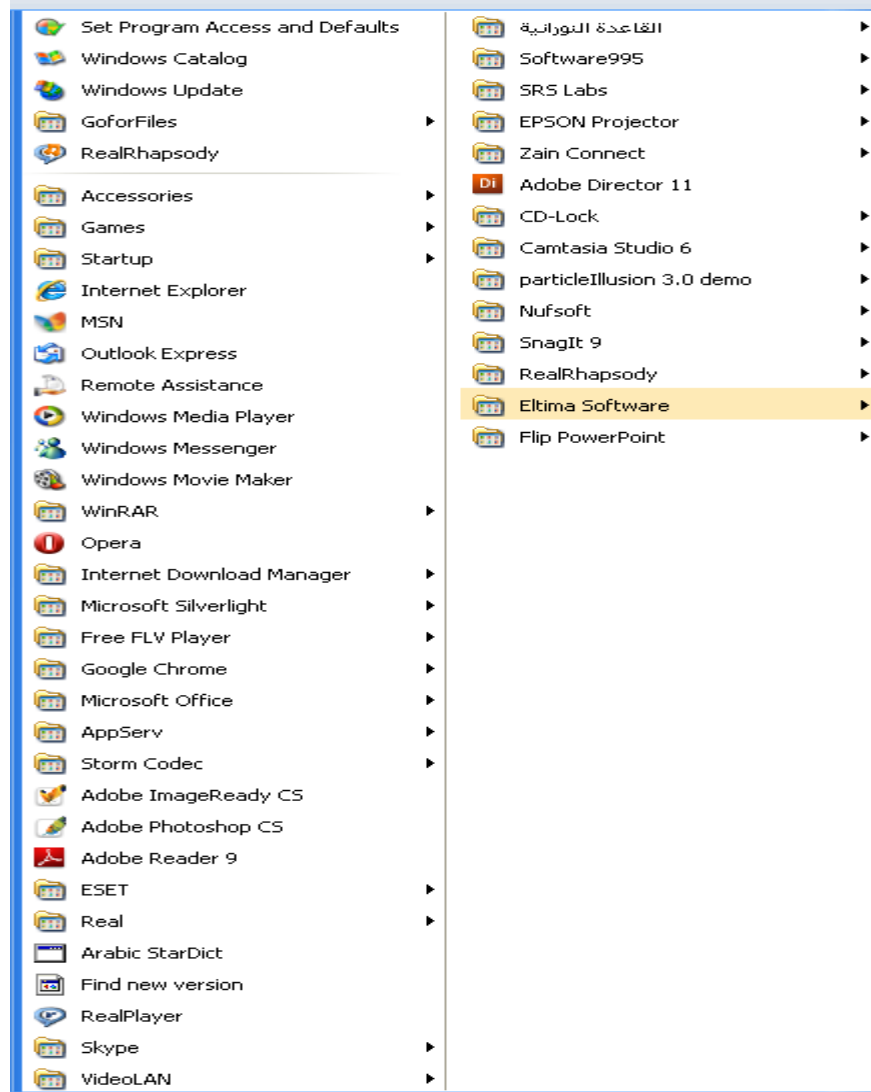 Set Program Access and Defaults
Windows Catalog
Windows Update
GoforFiles
RealRhapsody
Accessories
Games
Startup
Internet Explorer
MSN
Outlook Express
Remote Assistance
Windows Media Player
Windows Messenger
Windows Movie Maker
WinRAR
Opera
Internet Download Manager
Microsoft Silverlight
Free FLV Player
Google Chrome
Microsoft Office
AppServ
Storm Codec
Adobe ImageReady CS
Adobe Photoshop CS
Adobe Reader 9
ESET
Real
Arabic StarDict
Find new version
RealPlayer
Skype
VideoLAN
القاعدة النورانية
Software995
SRS Labs
EPSON Projector
Zain Connect
Di Adobe Director 11
CD-Lock
Camtasia Studio 6
particleIllusion 3.0 demo
Nufsoft
SnagIt 9
RealRhapsody
Eltima Software
Flip PowerPoint